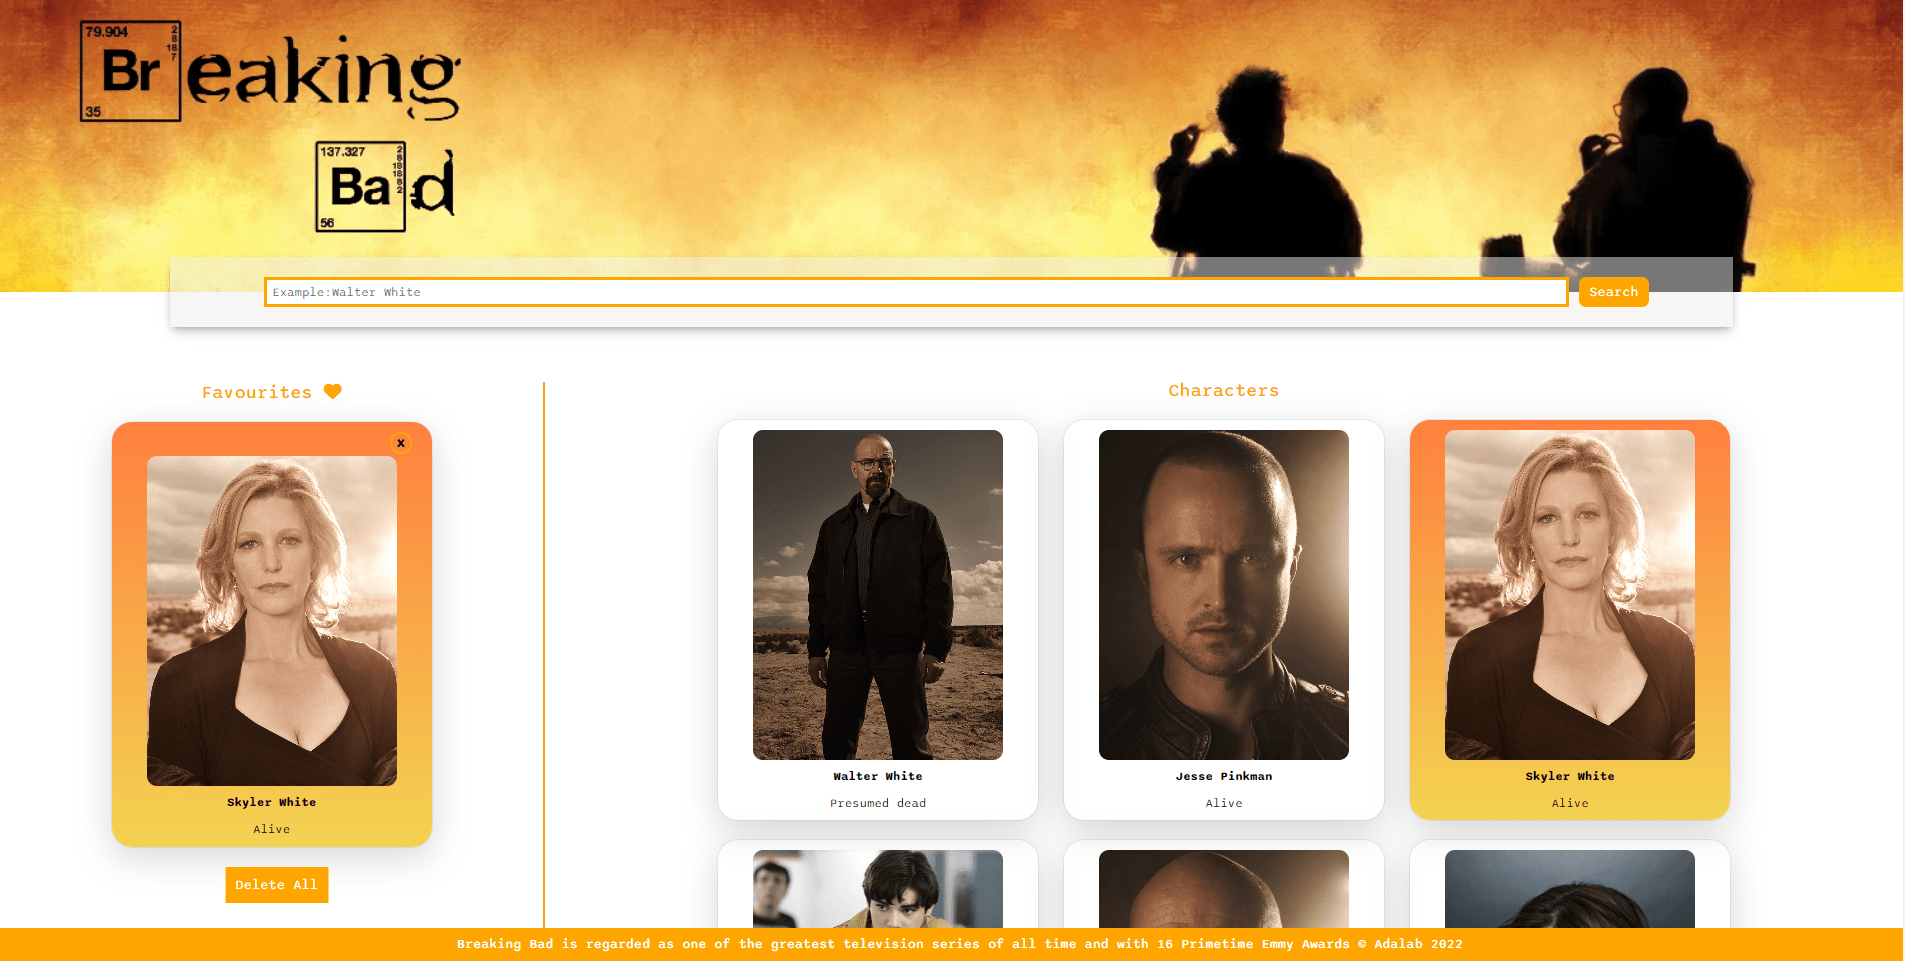 79.904
2
8
18
7
Breaking
35
137.327
2
8
18
18
8
2
Bad
56
Example:Walter White
Search
Favourites
x
Skyler White
Alive
Delete All
Characters
Walter White
Presumed dead
Jesse Pinkman
Alive
Skyler White
Alive
Breaking Bad is regarded as one of the greatest television series of all time and with 16 Primetime Emmy Awards © Adalab 2022